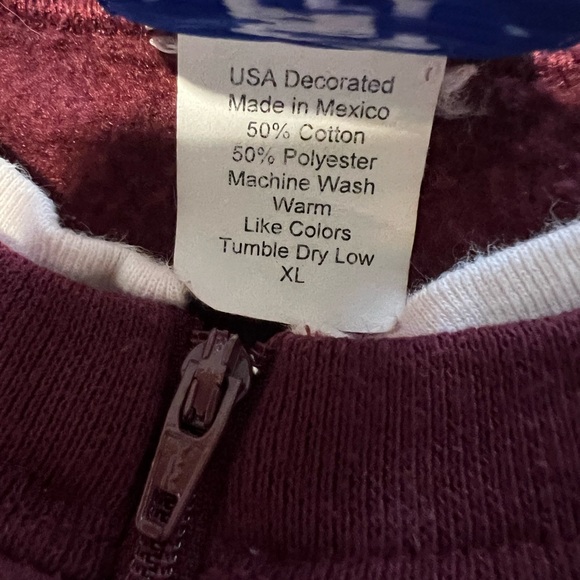 USA Decorated
Made in Mexico
50% Cotton
50% Polyester
Machine Wash
Warm
Like Colors
Tumble Dry Low
XL